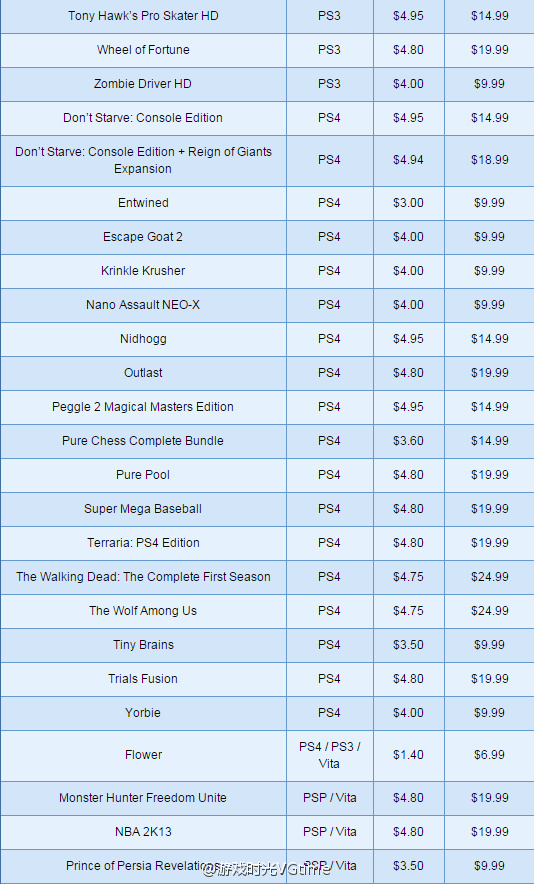 Tony Hawk's Pro Skater HD PS3 $4.95 $14.99
Wheel of Fortune PS3 $4.80 $19.99
Zombie Driver HD PS3 $4.00 $9.99
Don't Starve: Console Edition PS4 $4.95 $14.99
Don't Starve: Console Edition + Reign of Giants
Expansion PS4 $4.94 $18.99
Entwined PS4 $3.00 $9.99
Escape Goat 2 PS4 $4.00 $9.99
Krinkle Krusher PS4 $4.00 $9.99
Nano Assault NEO-X PS4 $4.00 $9.99
Nidhogg PS4 $4.95 $14.99
Outlast PS4 $4.80 $19.99
Peggle 2 Magical Masters Edition PS4 $4.95 $14.99
Pure Chess Complete Bundle PS4 $3.60 $14.99
Pure Pool PS4 $4.80 $19.99
Super Mega Baseball PS4 $4.80 $19.99
Terraria: PS4 Edition PS4 $4.80 $19.99
The Walking Dead: The Complete First Season PS4 $4.75 $24.99
The Wolf Among Us PS4 $4.75 $24.99
Tiny Brains PS4 $3.50 $9.99
Trials Fusion PS4 $4.80 $19.99
Yorbie PS4 $4.00 $9.99
Flower PS4 / PS3 /
Vita $1.40 $6.99
Monster Hunter Freedom Unite PSP / Vita $4.80 $19.99
NBA 2K13 PSP / Vita $4.80 $19.99
Prince of Persia Revelations PSP / Vita $3.50 $9.99
@游戏时光VGtime